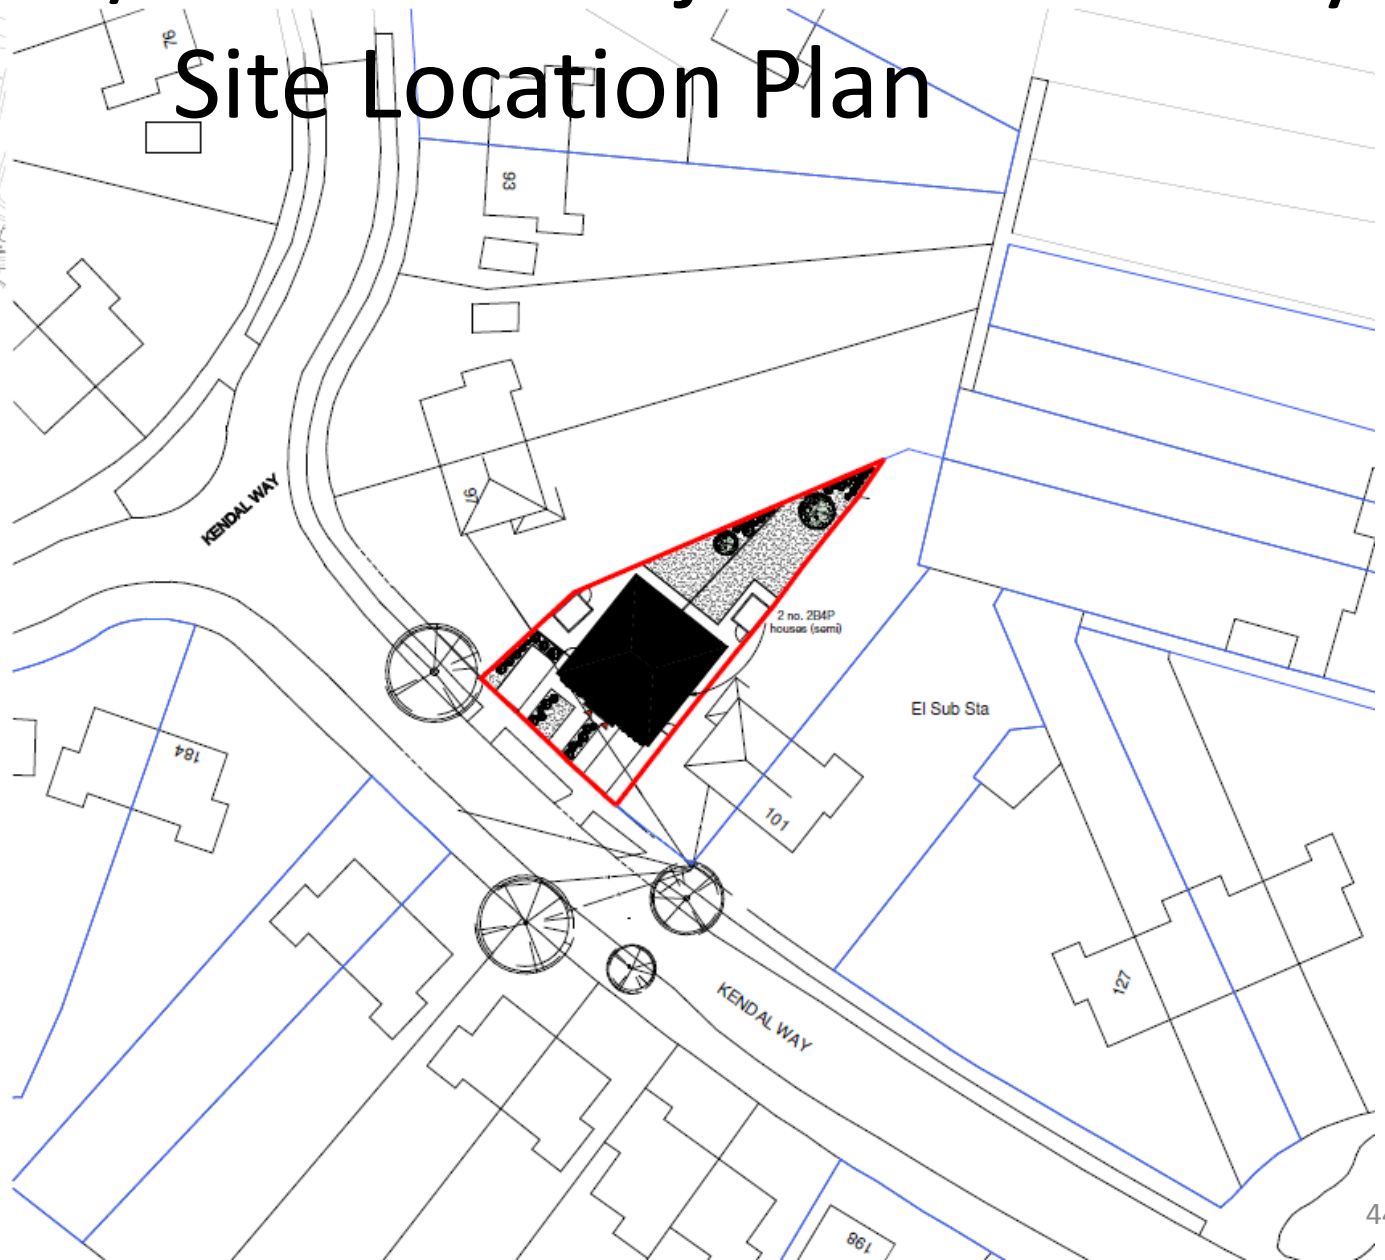 Site Location Plan
76
93
97
KENDAL WAY
2 no. 2B4P
houses (semi)
El Sub Sta
184
101
127
KENDAL WAY
198